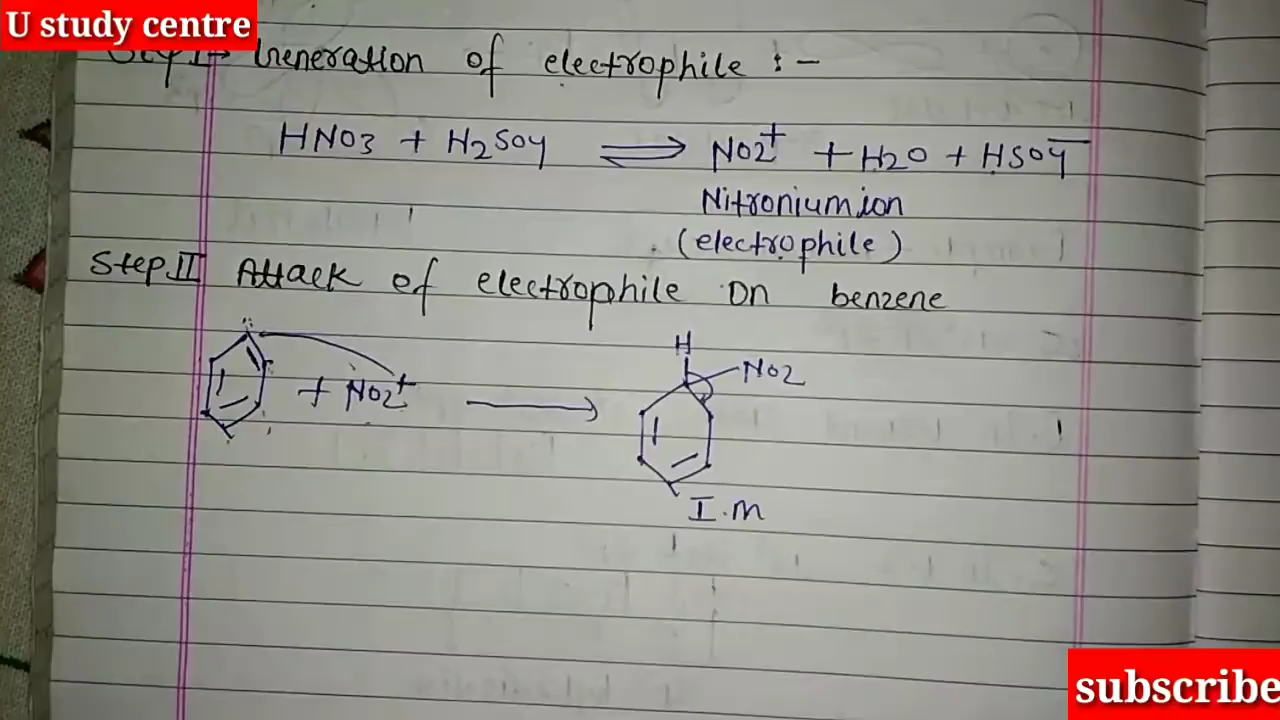 U study centre
Step I → Generation of electrophile :-
HNO3 + H2SO4 ⇌ NO2+ + H2O + HSO4-
Nitronium ion
(electrophile)
Step II Attack of electrophile on benzene
+ NO2+ →
H
NO2
I.m
subscribe